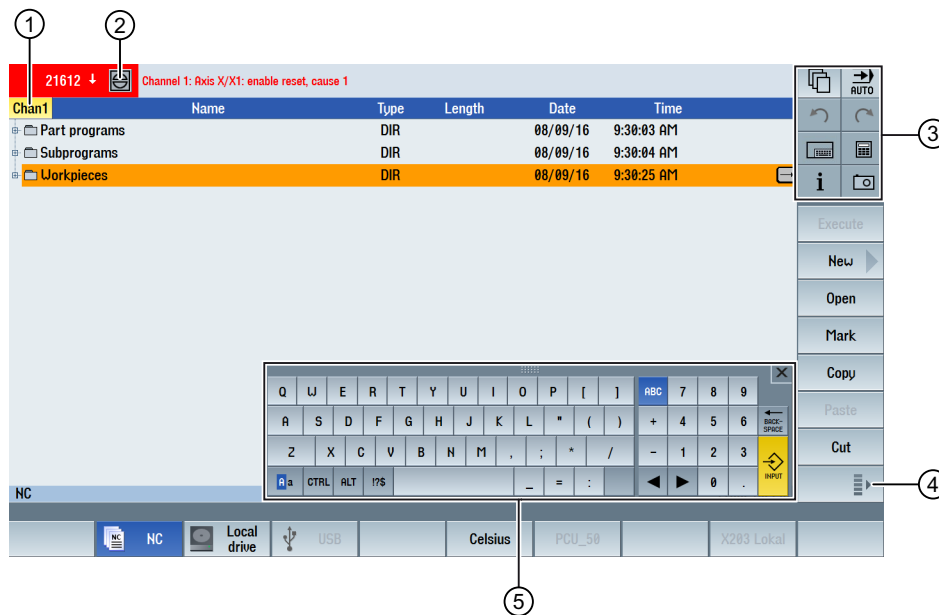 1 2
21612 Channel 1: Axis X/X1: enable reset, cause 1
AUTO
Chan1 Name Type Length Date Time
Part programs DIR 08/09/16 9:30:03 AM
3
Subprograms DIR 08/09/16 9:30:04 AM
Workpieces DIR 08/09/16 9:30:25 AM
i
Execute
New
Open
Mark
Copy
Paste
Cut
Q W E R T Y U I O P [ ] ABC 7 8 9
A S D F G H J K L " ( ) + 4 5 6 BACK-
SPACE
Z X C V B N M , ; * / - 1 2 3
INPUT
A a CTRL ALT !?$ _ = : 0 .
4
NC
NC NC Local
drive USB Celsius PCU_50 X203 Lokal
5